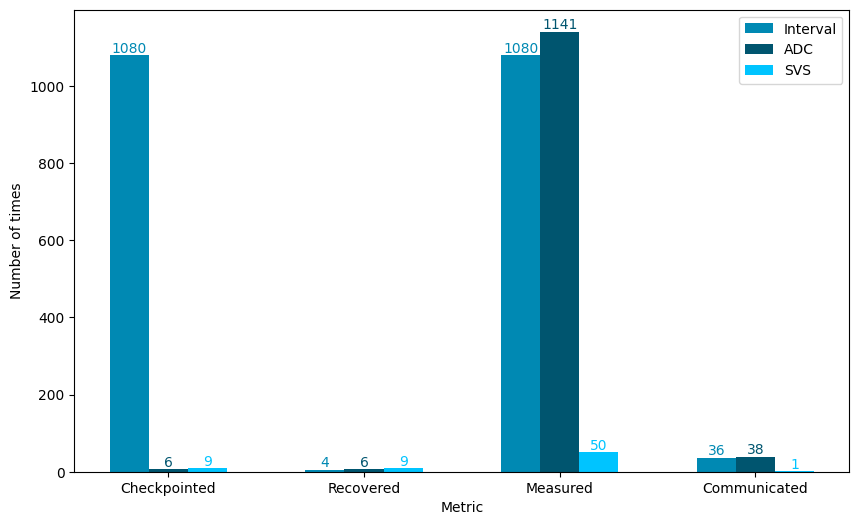 Interval
ADC
SVS
Number of times
1000
800
600
400
200
0
1080
6
9
4
6
9
1080
1141
50
36
38
1
Checkpointed
Recovered
Measured
Communicated
Metric